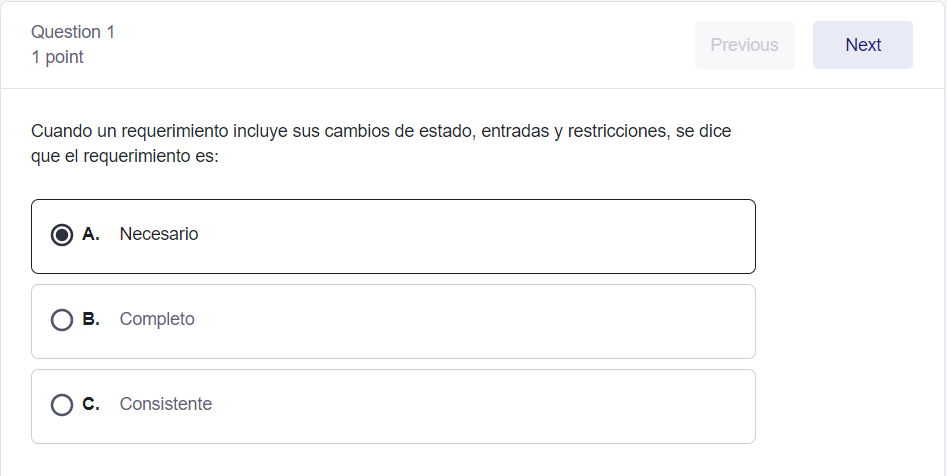 Question 1
1 point
Previous
Next
Cuando un requerimiento incluye sus cambios de estado, entradas y restricciones, se dice
que el requerimiento es:
A. Necesario
B. Completo
C. Consistente